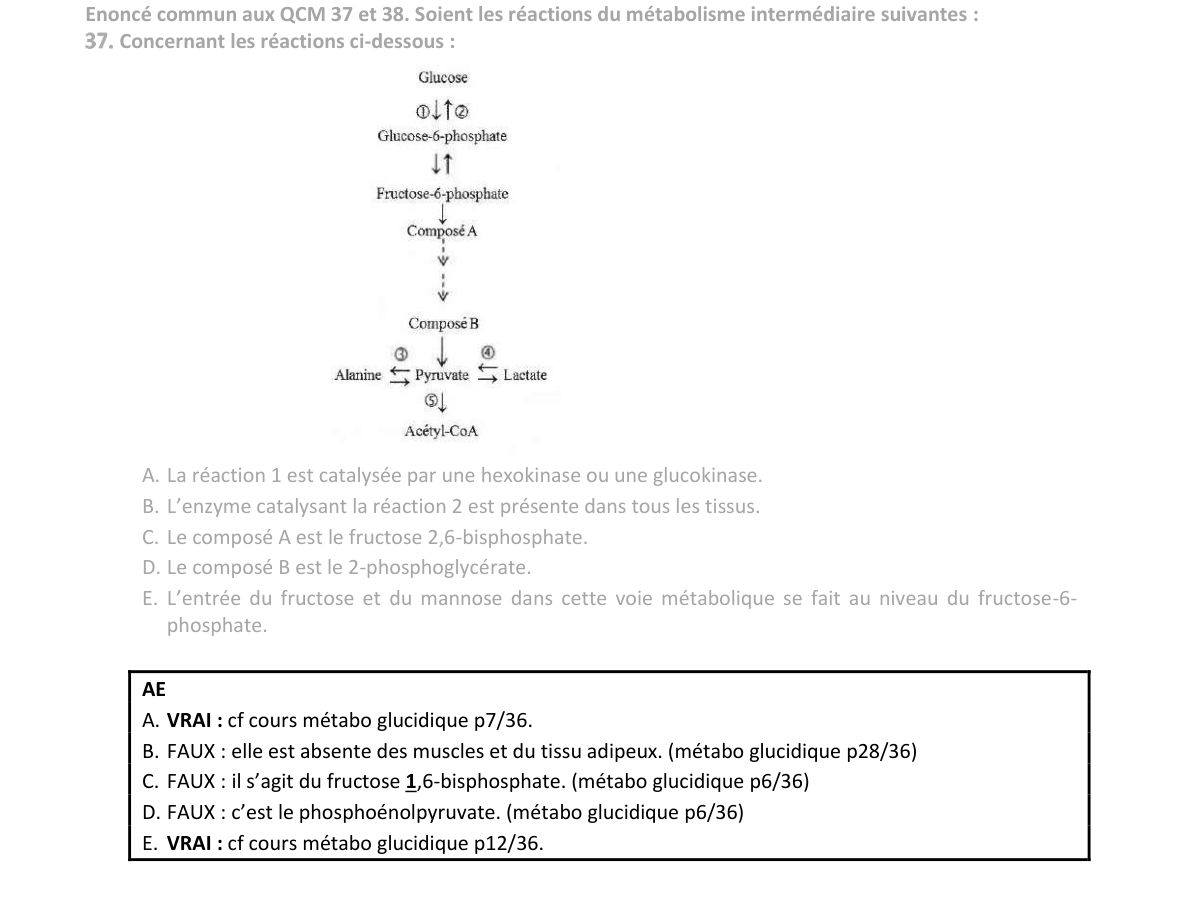 Enoncé commun aux QCM 37 et 38. Soient les réactions du métabolisme intermédiaire suivantes :
37. Concernant les réactions ci-dessous :
Glucose
①↓↑②
Glucose-6-phosphate
↓↑
Fructose-6-phosphate
↓
Composé A
Composé B
③ ↓ ④
Alanine ⇆ Pyruvate ⇆ Lactate
⑤↓
Acétyl-CoA
A. La réaction 1 est catalysée par une hexokinase ou une glucokinase.
B. L’enzyme catalysant la réaction 2 est présente dans tous les tissus.
C. Le composé A est le fructose 2,6-bisphosphate.
D. Le composé B est le 2-phosphoglycérate.
E. L’entrée du fructose et du mannose dans cette voie métabolique se fait au niveau du fructose-6-
phosphate.
AE
A. VRAI : cf cours métabo glucidique p7/36.
B. FAUX : elle est absente des muscles et du tissu adipeux. (métabo glucidique p28/36)
C. FAUX : il s’agit du fructose 1,6-bisphosphate. (métabo glucidique p6/36)
D. FAUX : c’est le phosphoénolpyruvate. (métabo glucidique p6/36)
E. VRAI : cf cours métabo glucidique p12/36.